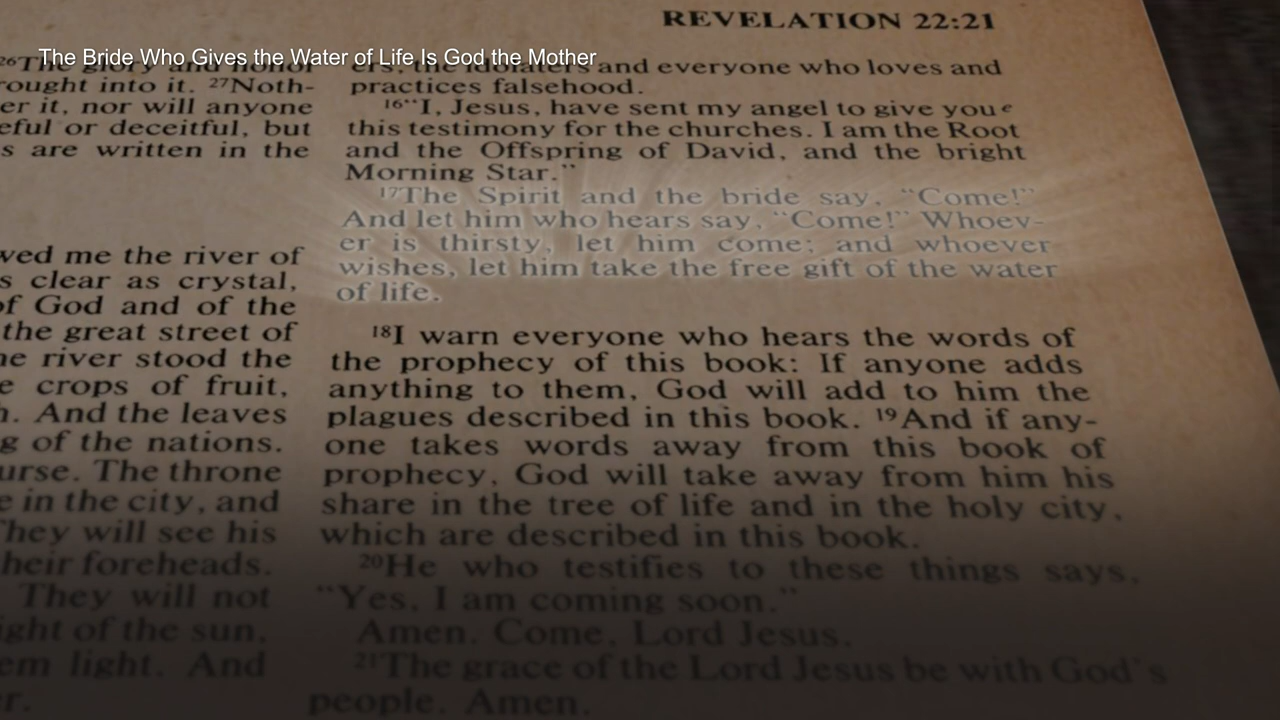 REVELATION 22:21
The Bride Who Gives the Water of Life Is God the Mother
26The glory and honor
rought into it. 27Noth-
er it, nor will anyone
eful or deceitful, but
s are written in the
wed me the river of
s clear as crystal,
of God and of the
the great street of
he river stood the
e crops of fruit,
h. And the leaves
g of the nations.
urse. The throne
e in the city, and
They will see his
heir foreheads.
They will not
ight of the sun,
em light. And
r.
ers, the idolaters and everyone who loves and
practices falsehood.
16"I, Jesus, have sent my angel to give you e
this testimony for the churches. I am the Root
and the Offspring of David, and the bright
Morning Star."
17The Spirit and the bride say, "Come!"
And let him who hears say, "Come!" Whoev-
er is thirsty, let him come; and whoever
wishes, let him take the free gift of the water
of life.
18I warn everyone who hears the words of
the prophecy of this book: If anyone adds
anything to them, God will add to him the
plagues described in this book. 19And if any-
one takes words away from this book of
prophecy, God will take away from him his
share in the tree of life and in the holy city,
which are described in this book.
20He who testifies to these things says,
"Yes, I am coming soon."
Amen. Come, Lord Jesus.
21The grace of the Lord Jesus be with God's
people. Amen.